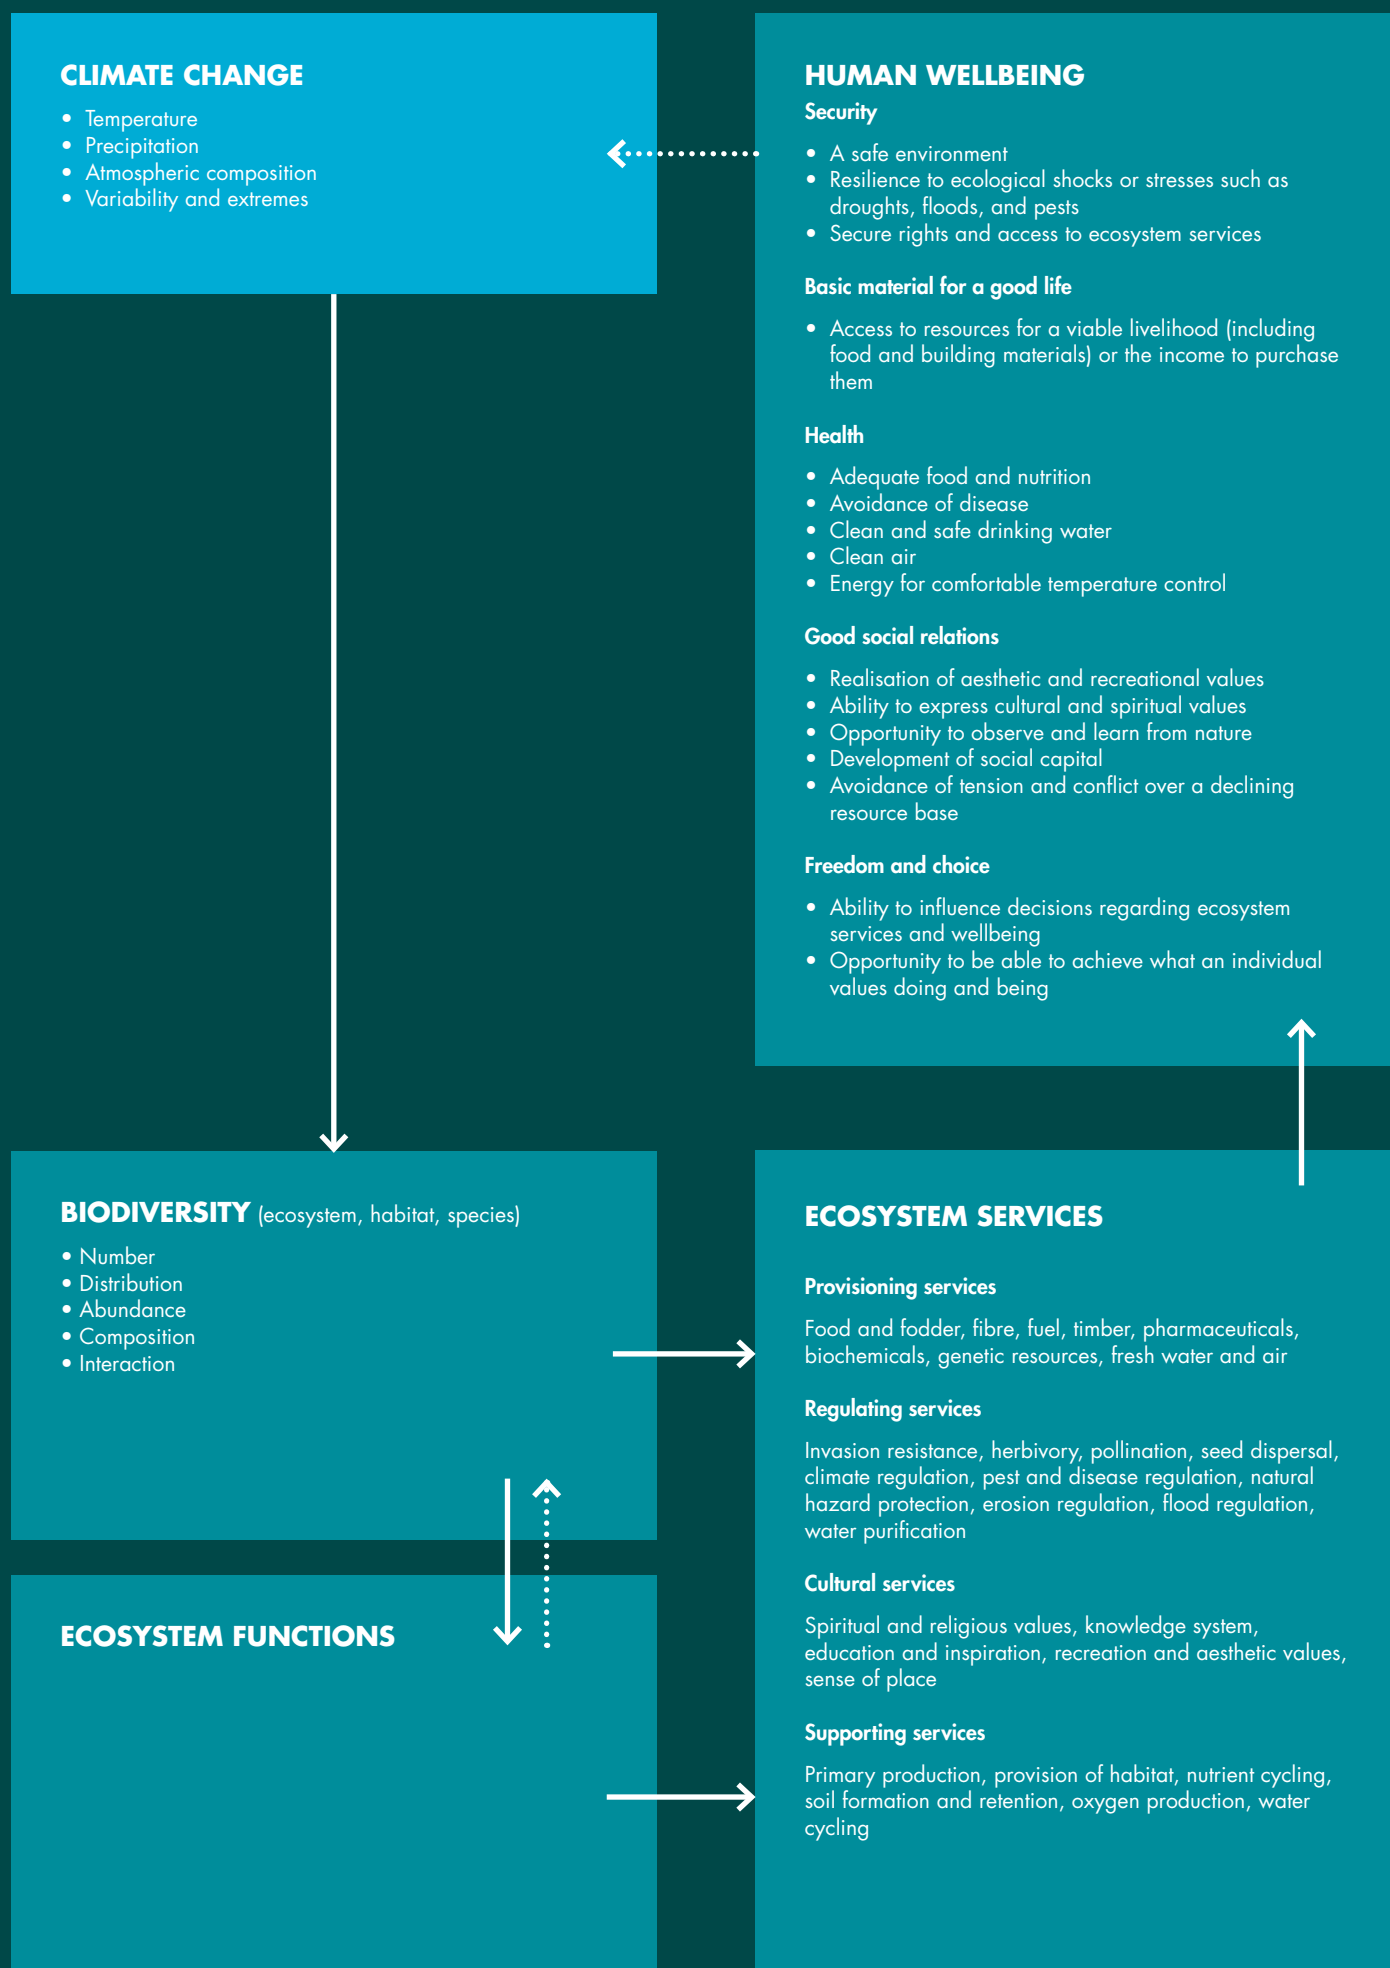 CLIMATE CHANGE
• Temperature
• Precipitation
• Atmospheric composition
• Variability and extremes
HUMAN WELLBEING
Security
• A safe environment
• Resilience to ecological shocks or stresses such as
droughts, floods, and pests
• Secure rights and access to ecosystem services
Basic material for a good life
• Access to resources for a viable livelihood (including
food and building materials) or the income to purchase
them
Health
• Adequate food and nutrition
• Avoidance of disease
• Clean and safe drinking water
• Clean air
• Energy for comfortable temperature control
Good social relations
• Realisation of aesthetic and recreational values
• Ability to express cultural and spiritual values
• Opportunity to observe and learn from nature
• Development of social capital
• Avoidance of tension and conflict over a declining
resource base
Freedom and choice
• Ability to influence decisions regarding ecosystem
services and wellbeing
• Opportunity to be able to achieve what an individual
values doing and being
BIODIVERSITY (ecosystem, habitat, species)
• Number
• Distribution
• Abundance
• Composition
• Interaction
ECOSYSTEM FUNCTIONS
ECOSYSTEM SERVICES
Provisioning services
Food and fodder, fibre, fuel, timber, pharmaceuticals,
biochemicals, genetic resources, fresh water and air
Regulating services
Invasion resistance, herbivory, pollination, seed dispersal,
climate regulation, pest and disease regulation, natural
hazard protection, erosion regulation, flood regulation,
water purification
Cultural services
Spiritual and religious values, knowledge system,
education and inspiration, recreation and aesthetic values,
sense of place
Supporting services
Primary production, provision of habitat, nutrient cycling,
soil formation and retention, oxygen production, water
cycling